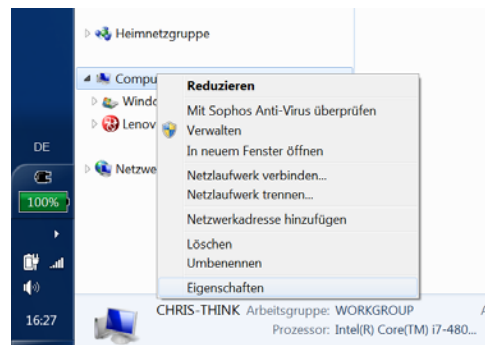 Heimnetzgruppe
Compu
Reduzieren
Windo
Mit Sophos Anti-Virus überprüfen
Lenov
Verwalten
DE
In neuem Fenster öffnen
Netzwe
Netzlaufwerk verbinden...
100%
Netzlaufwerk trennen...
Netzwerkadresse hinzufügen
Löschen
Umbenennen
Eigenschaften
CHRIS-THINK Arbeitsgruppe: WORKGROUP
16:27
Prozessor: Intel(R) Core(TM) i7-480...